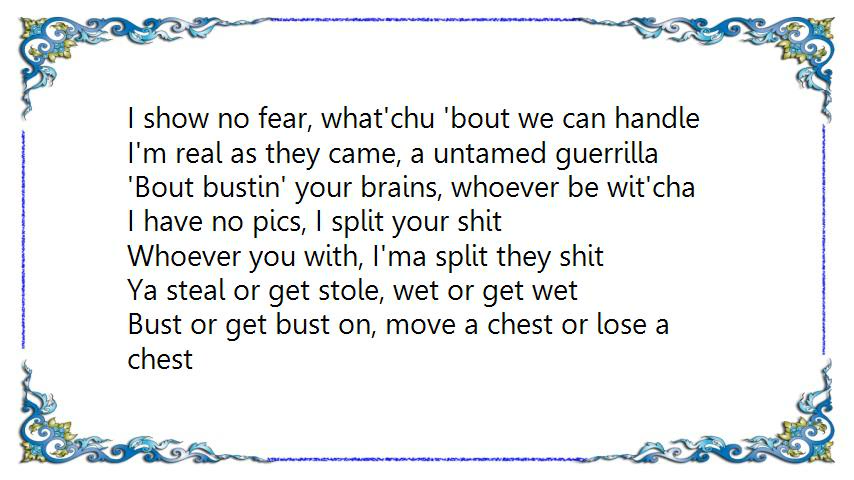 I show no fear, what'chu 'bout we can handle
I'm real as they came, a untamed guerrilla
'Bout bustin' your brains, whoever be wit'cha
I have no pics, I split your shit
Whoever you with, I'ma split they shit
Ya steal or get stole, wet or get wet
Bust or get bust on, move a chest or lose a
chest